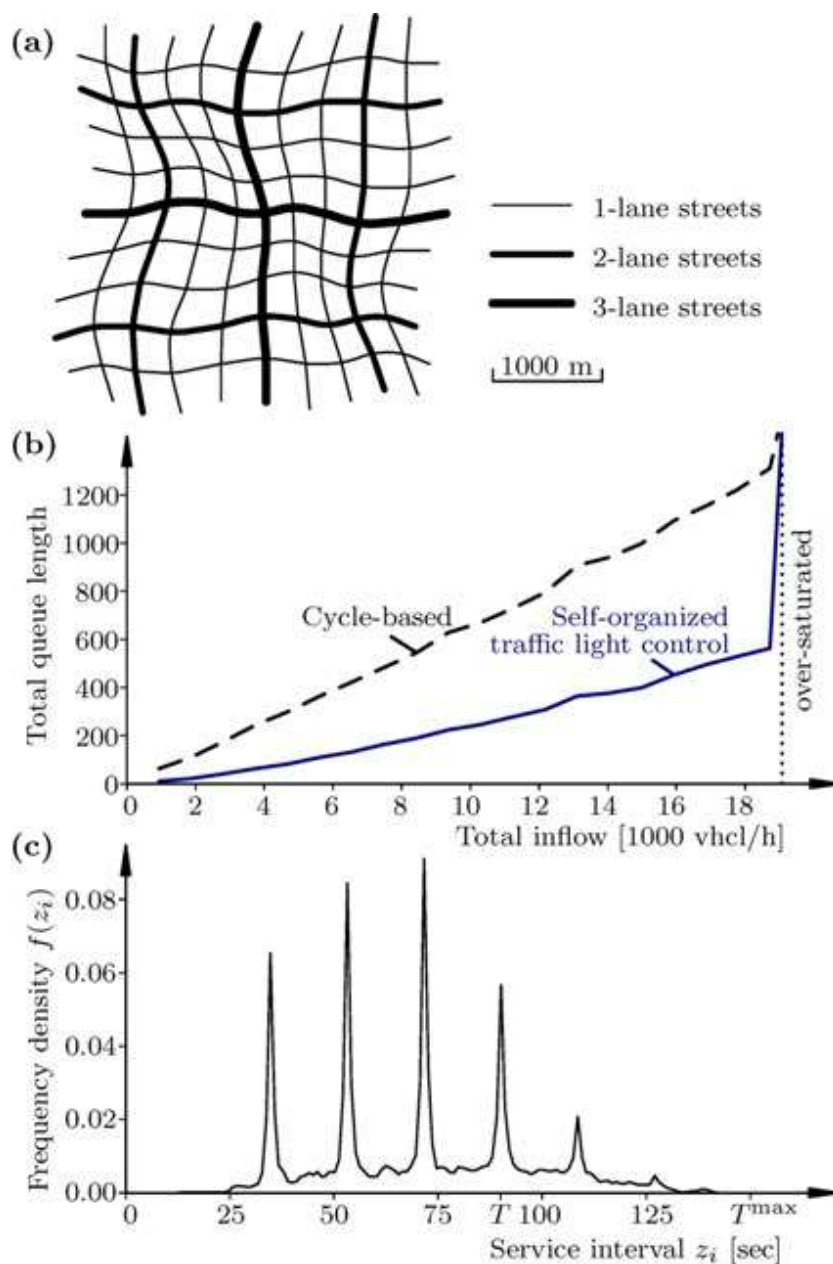 (a)
1-lane streets
2-lane streets
3-lane streets
1000 m
(b)
Total queue length
1200
1000
800
600
400
200
0
Cycle-based
Self-organized
traffic light control
over-saturated
0 2 4 6 8 10 12 14 16 18
Total inflow [1000 vhcl/h]
(c)
Frequency density f(z_i)
0.08
0.06
0.04
0.02
0.00
0 25 50 75 T 100 125 T^max
Service interval z_i [sec]